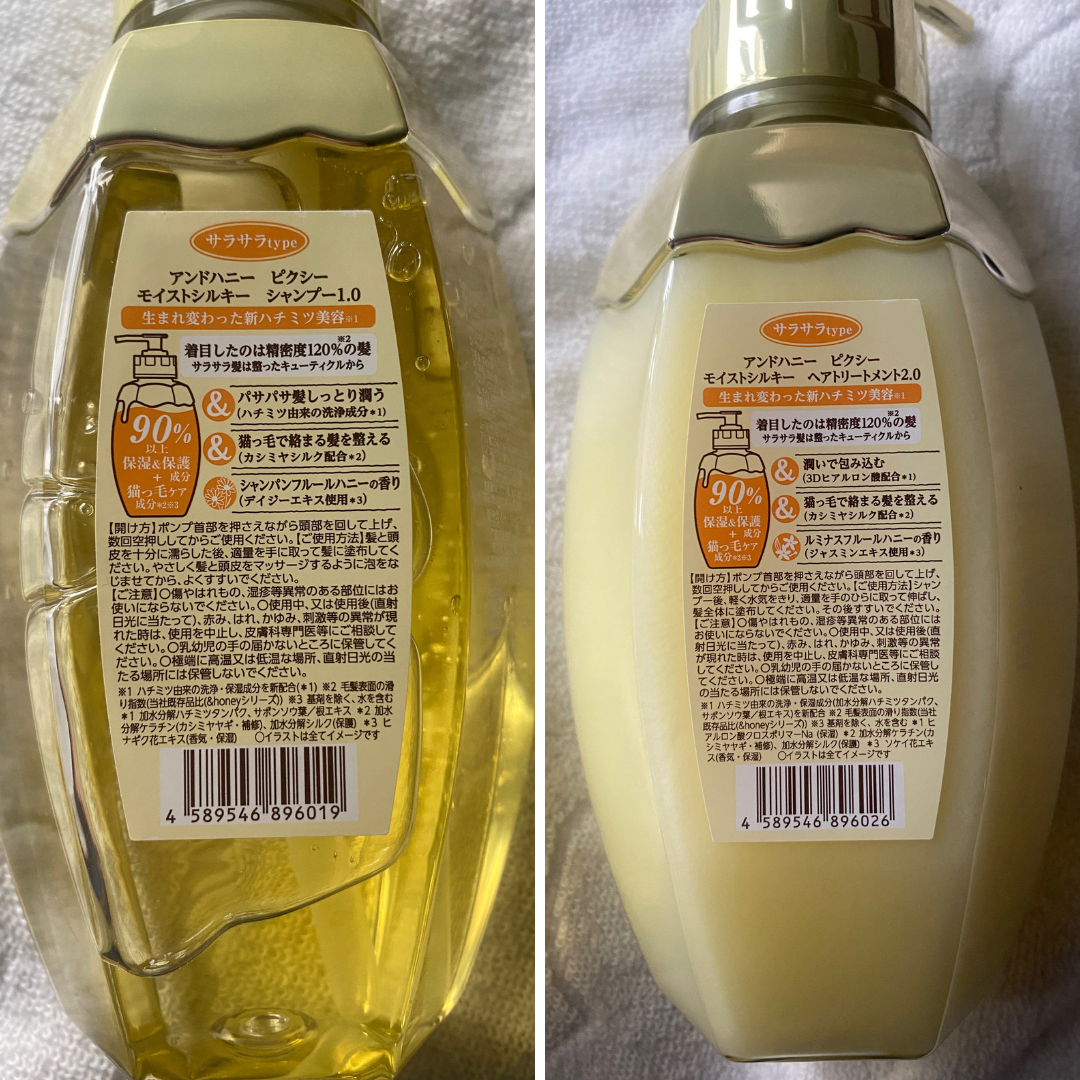 サラサラtype
アンドハニー ピクシー
モイストシルキー シャンプー1.0
生まれ変わった新ハチミツ美容※1
着目したのは精密度120%※2の髪
サラサラ髪は整ったキューティクルから
90%
以上
保湿&保護
+ 成分
猫っ毛ケア
成分※2※3
& パサパサ髪しっとり潤う
(ハチミツ由来の洗浄成分*1)
& 猫っ毛で絡まる髪を整える
(カシミヤシルク配合*2)
シャンパンフルールハニーの香り
(デイジーエキス使用*3)
【開け方】ポンプ首部を押さえながら頭部を回して上げ、
数回空押ししてからご使用ください。【ご使用方法】髪と頭
皮を十分に濡らした後、適量を手に取って髪に塗布してく
ださい。やさしく髪と頭皮をマッサージするように泡をな
じませてから、よくすすいでください。
【ご注意】〇傷やはれもの、湿疹等異常のある部位にはお
使いにならないでください。〇使用中、又は使用後(直射
日光に当たって)、赤み、はれ、かゆみ、刺激等の異常が現
れた時は、使用を中止し、皮膚科専門医等にご相談して
ください。〇乳幼児の手の届かないところに保管してく
ださい。〇極端に高温又は低温な場所、直射日光の当
たる場所には保管しないでください。
※1 ハチミツ由来の洗浄・保湿成分を新配合(*1) ※2 毛髪表面の滑
り指数(当社既存品比(&honeyシリーズ)) ※3 基剤を除く、水を含む
*1 加水分解ハチミツタンパク、サボンソウ葉/根エキス *2 加水
分解ケラチン(カシミヤヤギ・補修)、加水分解シルク(保護) *3 ヒ
ナギク花エキス(香気・保湿) 〇イラストは全てイメージです
4 589546 896019
サラサラtype
アンドハニー ピクシー
モイストシルキー ヘアトリートメント2.0
生まれ変わった新ハチミツ美容※1
着目したのは精密度120%※2の髪
サラサラ髪は整ったキューティクルから
90%
以上
保湿&保護
+ 成分
猫っ毛ケア
成分※2※3
& 潤いで包み込む
(3Dヒアルロン酸配合*1)
& 猫っ毛で絡まる髪を整える
(カシミヤシルク配合*2)
ルミナスフルールハニーの香り
(ジャスミンエキス使用*3)
【開け方】ポンプ首部を押さえながら頭部を回して上げ、
数回空押ししてからご使用ください。【ご使用方法】シャン
プー後、軽く水気をきり、適量を手のひらに取って伸ばし、
髪全体に塗布してください。その後すすいでください。
【ご注意】〇傷やはれもの、湿疹等異常のある部位には
お使いにならないでください。〇使用中、又は使用後(直
射日光に当たって)、赤み、はれ、かゆみ、刺激等の異常
が現れた時は、使用を中止し、皮膚科専門医等にご相談
してください。〇乳幼児の手の届かないところに保管して
ください。〇極端に高温又は低温な場所、直射日光
の当たる場所には保管しないでください。
※1 ハチミツ由来の洗浄・保湿成分(加水分解ハチミツタンパク、
サボンソウ葉/根エキス)を新配合 ※2 毛髪表面の滑り指数(当社
既存品比(&honeyシリーズ)) ※3 基剤を除く、水を含む *1 ヒ
アルロン酸クロスポリマーNa (保湿) *2 加水分解ケラチン(カ
シミヤヤギ・補修)、加水分解シルク(保護) *3 ソケイ花エキ
ス(香気・保湿) 〇イラストは全てイメージです
4 589546 896026